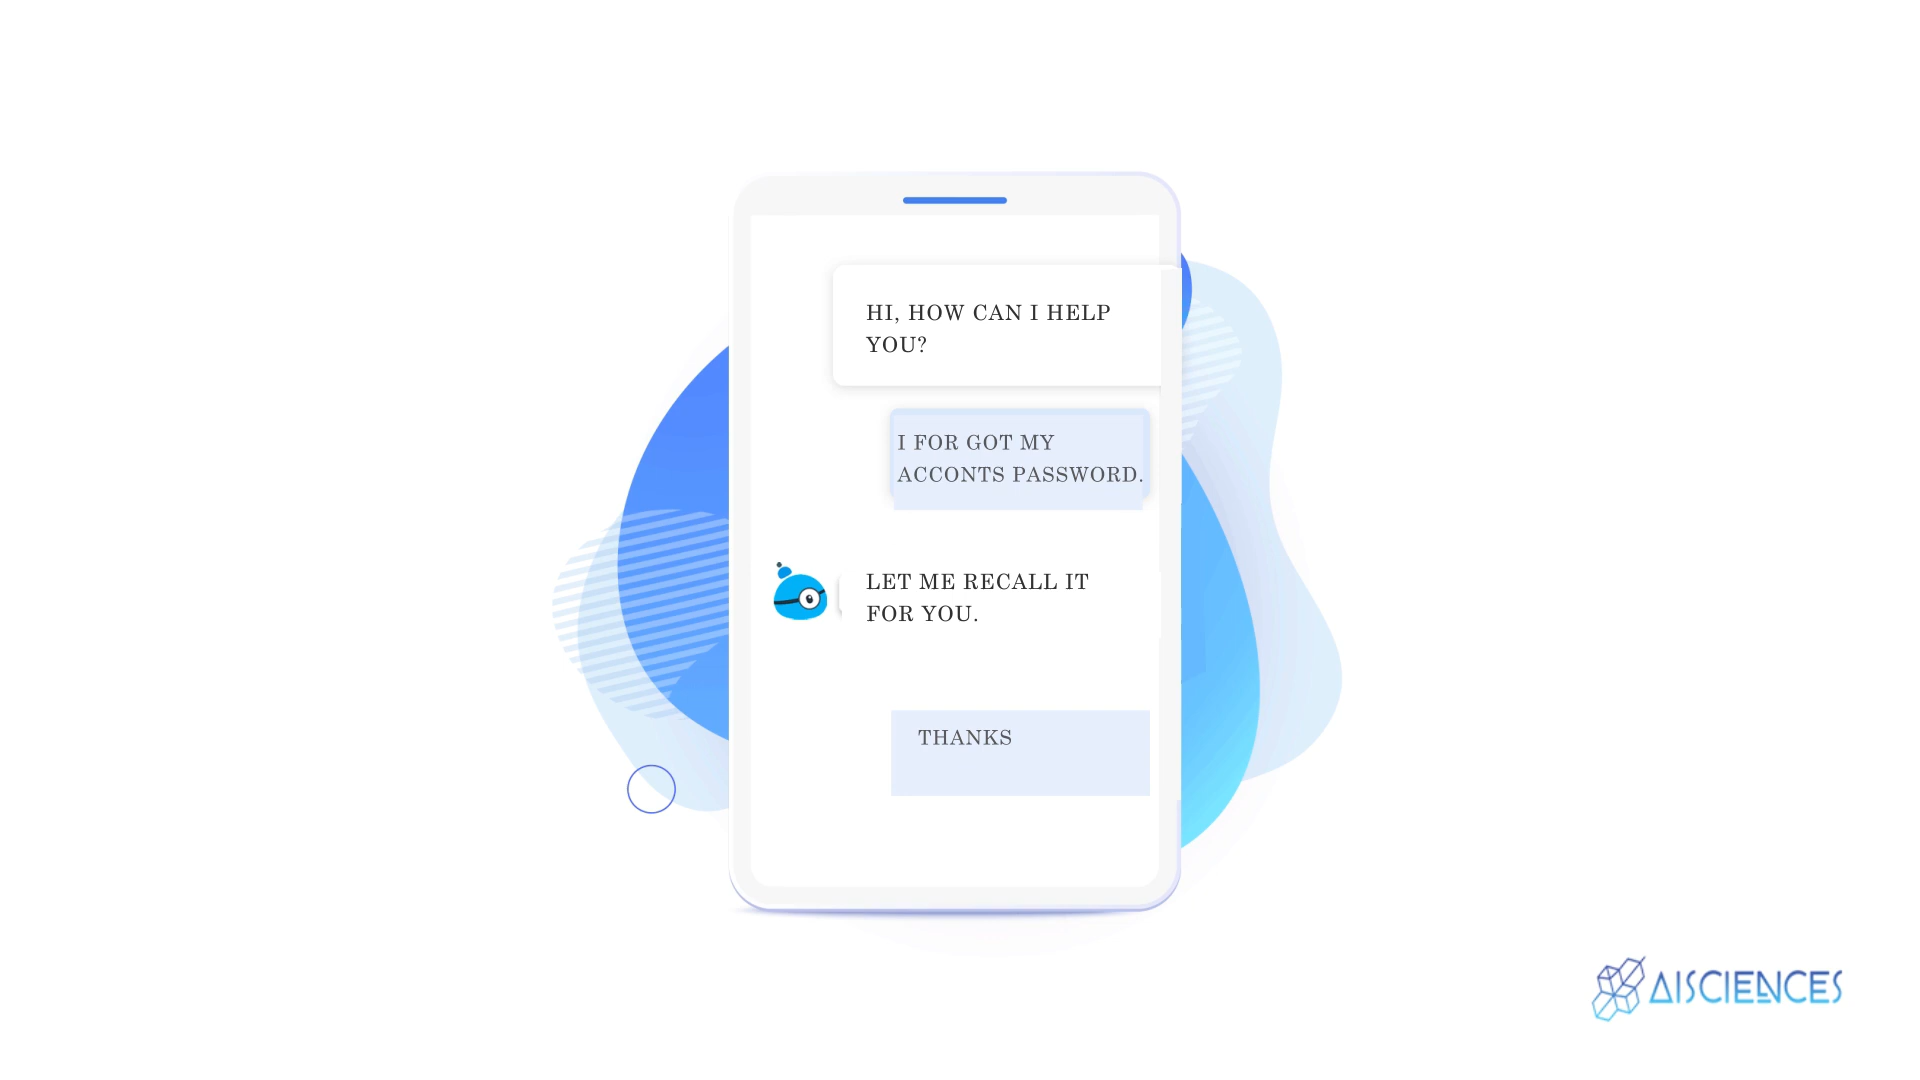 HI, HOW CAN I HELP
YOU?
I FOR GOT MY
ACCONTS PASSWORD.
LET ME RECALL IT
FOR YOU.
THANKS
AISCIENCES